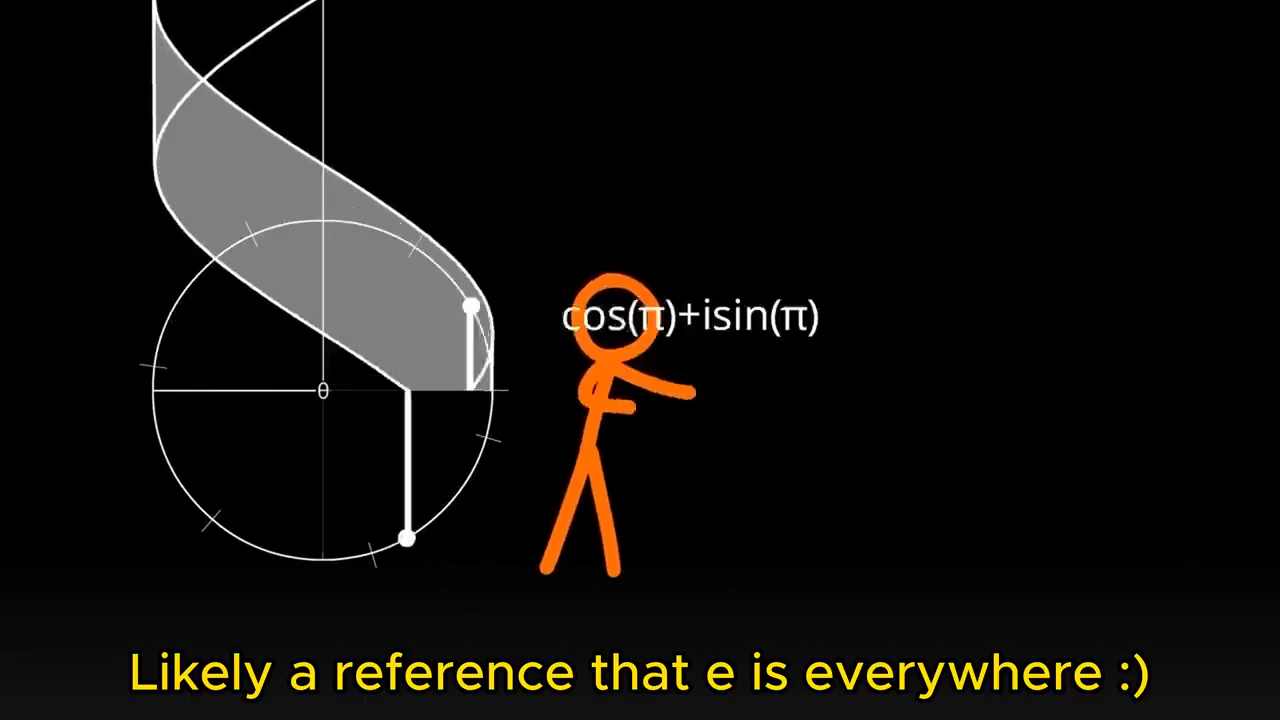 cos(π)+isin(π)
θ
Likely a reference that e is everywhere :)